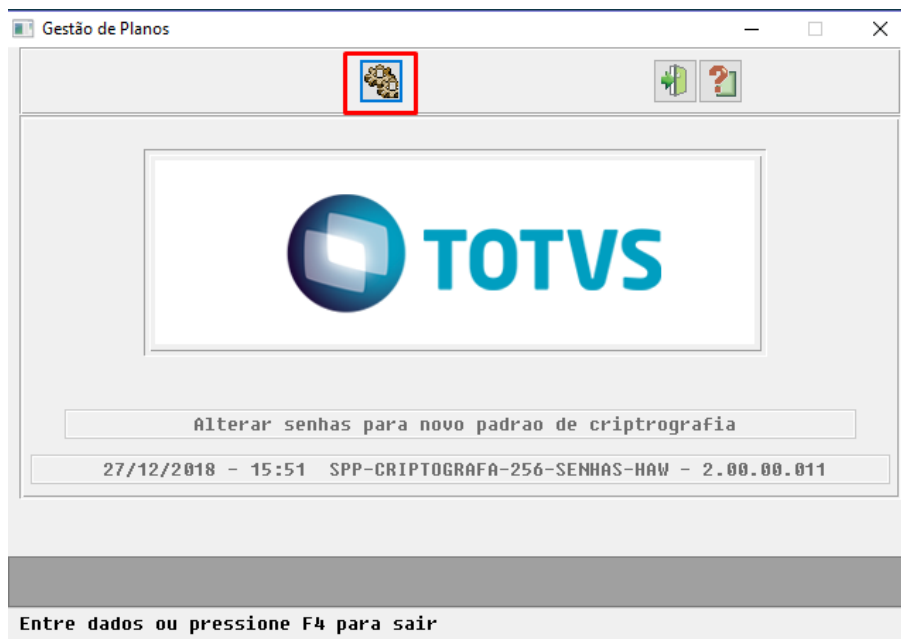 Gestão de Planos
TOTVS
Alterar senhas para novo padrao de criptrografia
27/12/2018 - 15:51 SPP-CRIPTOGRAFA-256-SENHAS-HAW - 2.00.00.011
Entre dados ou pressione F4 para sair